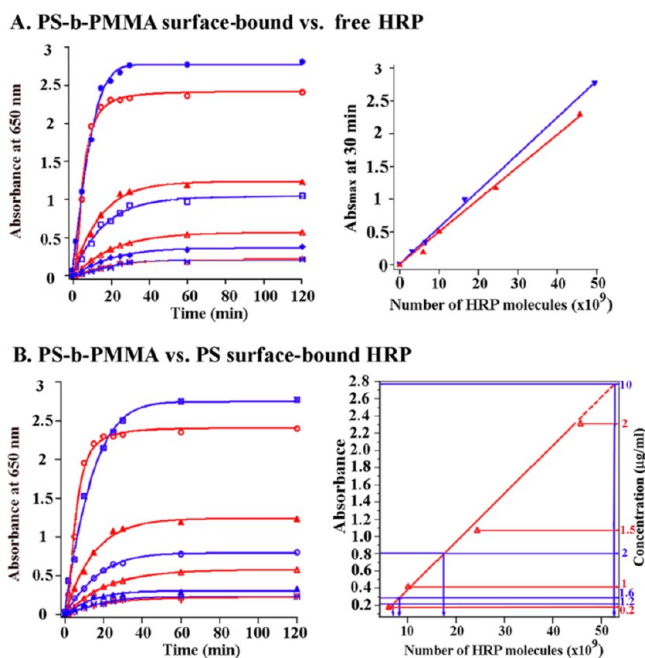 A. PS-b-PMMA surface-bound vs. free HRP
Absorbance at 650 nm
3
2.5
2
1.5
1
0.5
0
0 20 40 60 80 100 120
Time (min)
Absmax at 30 min
3
2.5
2
1.5
1
0.5
0
0 10 20 30 40 50
Number of HRP molecules (x10⁹)
B. PS-b-PMMA vs. PS surface-bound HRP
Absorbance at 650 nm
3
2.5
2
1.5
1
0.5
0
0 20 40 60 80 100 120
Time (min)
Absorbance
2.8
2.6
2.4
2.2
2.0
1.8
1.6
1.4
1.2
1.0
0.8
0.6
0.4
0.2
10 20 30 40 50
Number of HRP molecules (x10⁹)
10
2
1.5
2
1
1.6
1.2
0.2
Concentration (µg/ml)